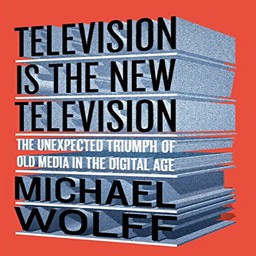 TELEVISION
IS THE NEW
TELEVISION
THE UNEXPECTED TRIUMPH OF
OLD MEDIA IN THE DIGITAL AGE
MICHAEL
WOLFF